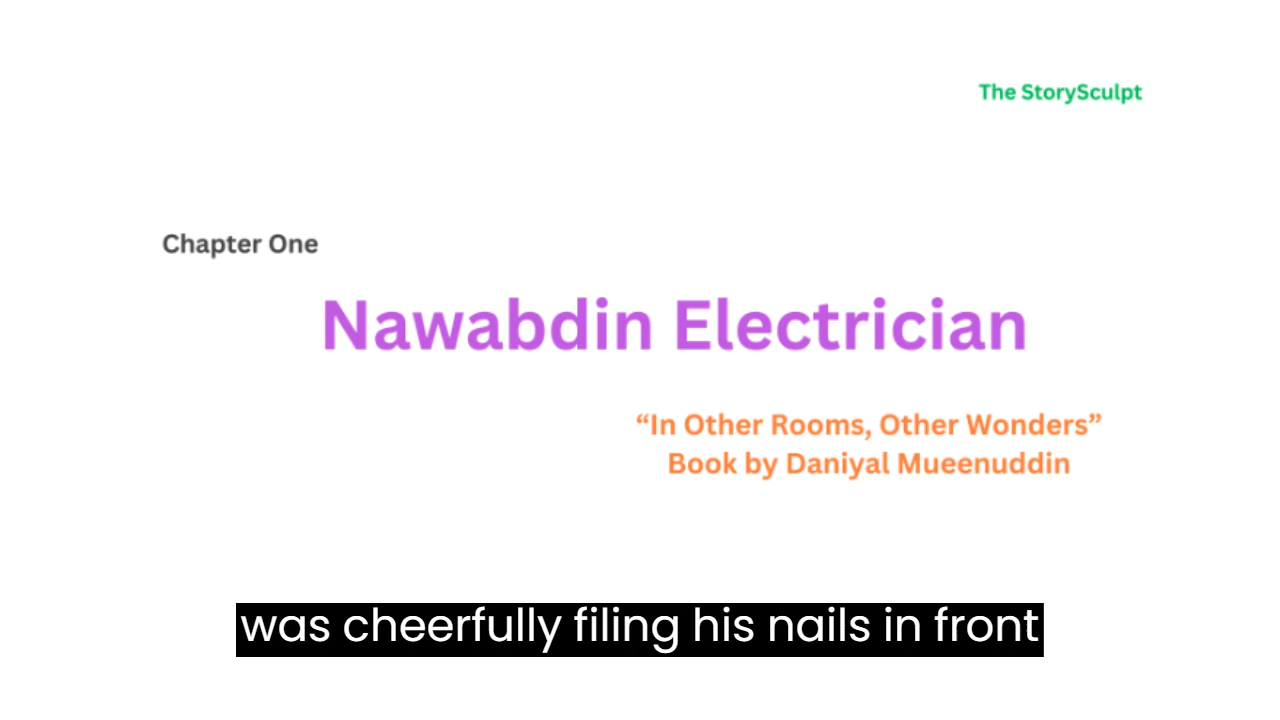 The StorySculpt
Chapter One
Nawabdin Electrician
“In Other Rooms, Other Wonders”
Book by Daniyal Mueenuddin
was cheerfully filing his nails in front